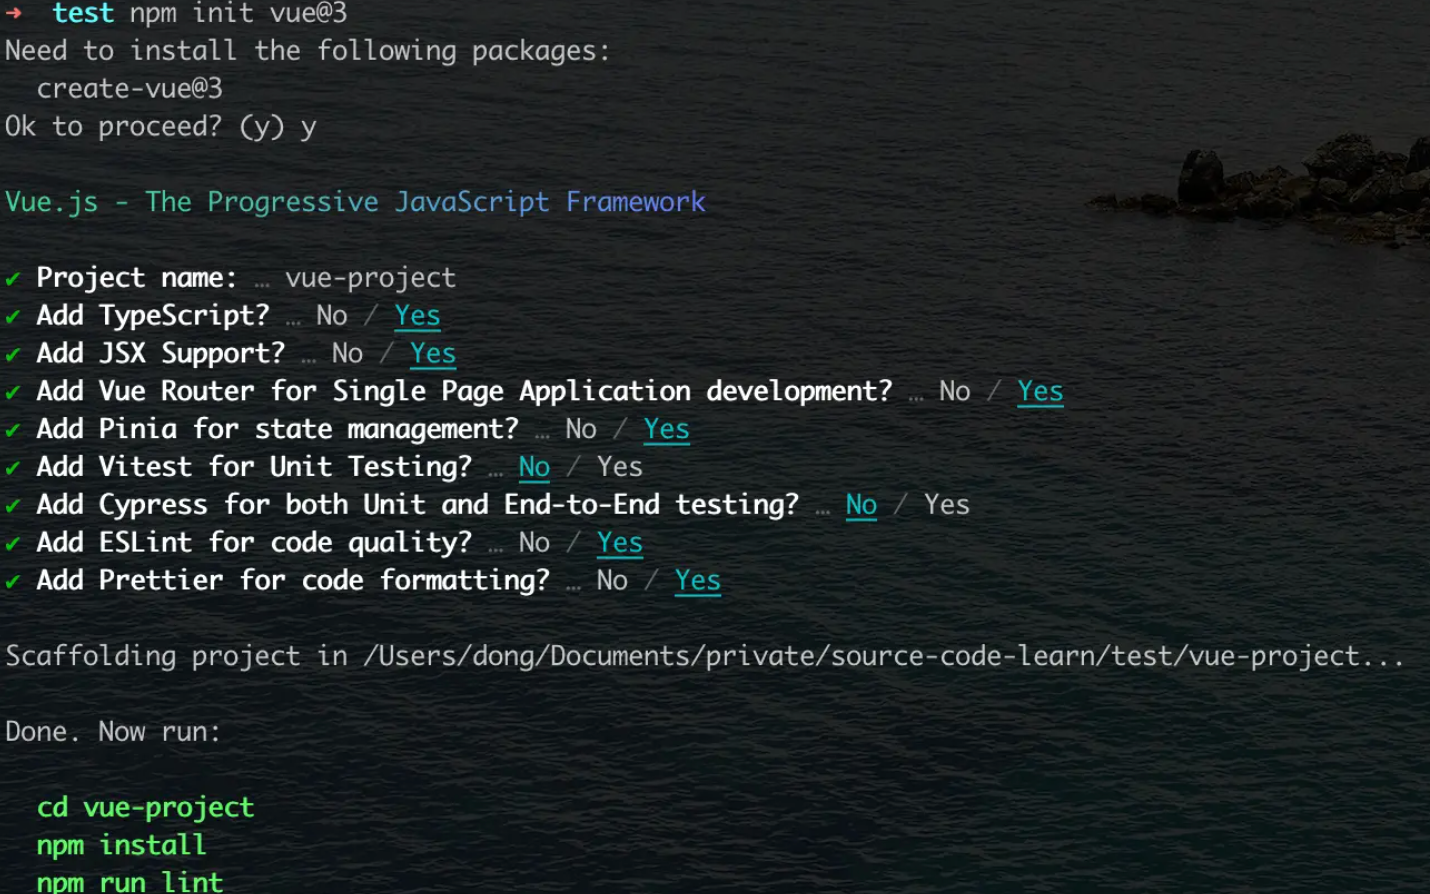 → test npm init vue@3
Need to install the following packages:
create-vue@3
Ok to proceed? (y) y
Vue.js - The Progressive JavaScript Framework
✔ Project name: … vue-project
✔ Add TypeScript? … No / Yes
✔ Add JSX Support? … No / Yes
✔ Add Vue Router for Single Page Application development? … No / Yes
✔ Add Pinia for state management? … No / Yes
✔ Add Vitest for Unit Testing? … No / Yes
✔ Add Cypress for both Unit and End-to-End testing? … No / Yes
✔ Add ESLint for code quality? … No / Yes
✔ Add Prettier for code formatting? … No / Yes
Scaffolding project in /Users/dong/Documents/private/source-code-learn/test/vue-project...
Done. Now run:
cd vue-project
npm install
npm run lint